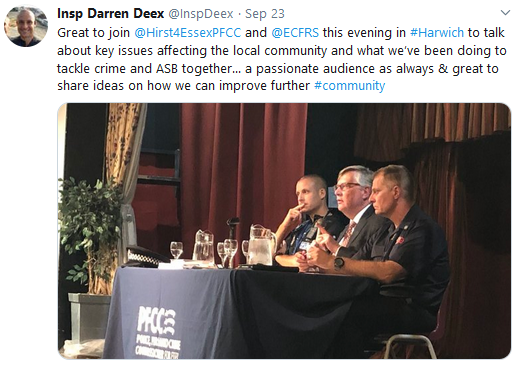 Insp Darren Deex @InspDeex · Sep 23
Great to join @Hirst4EssexPFCC and @ECFRS this evening in #Harwich to talk
about key issues affecting the local community and what we've been doing to
tackle crime and ASB together... a passionate audience as always & great to
share ideas on how we can improve further #community
PFCC